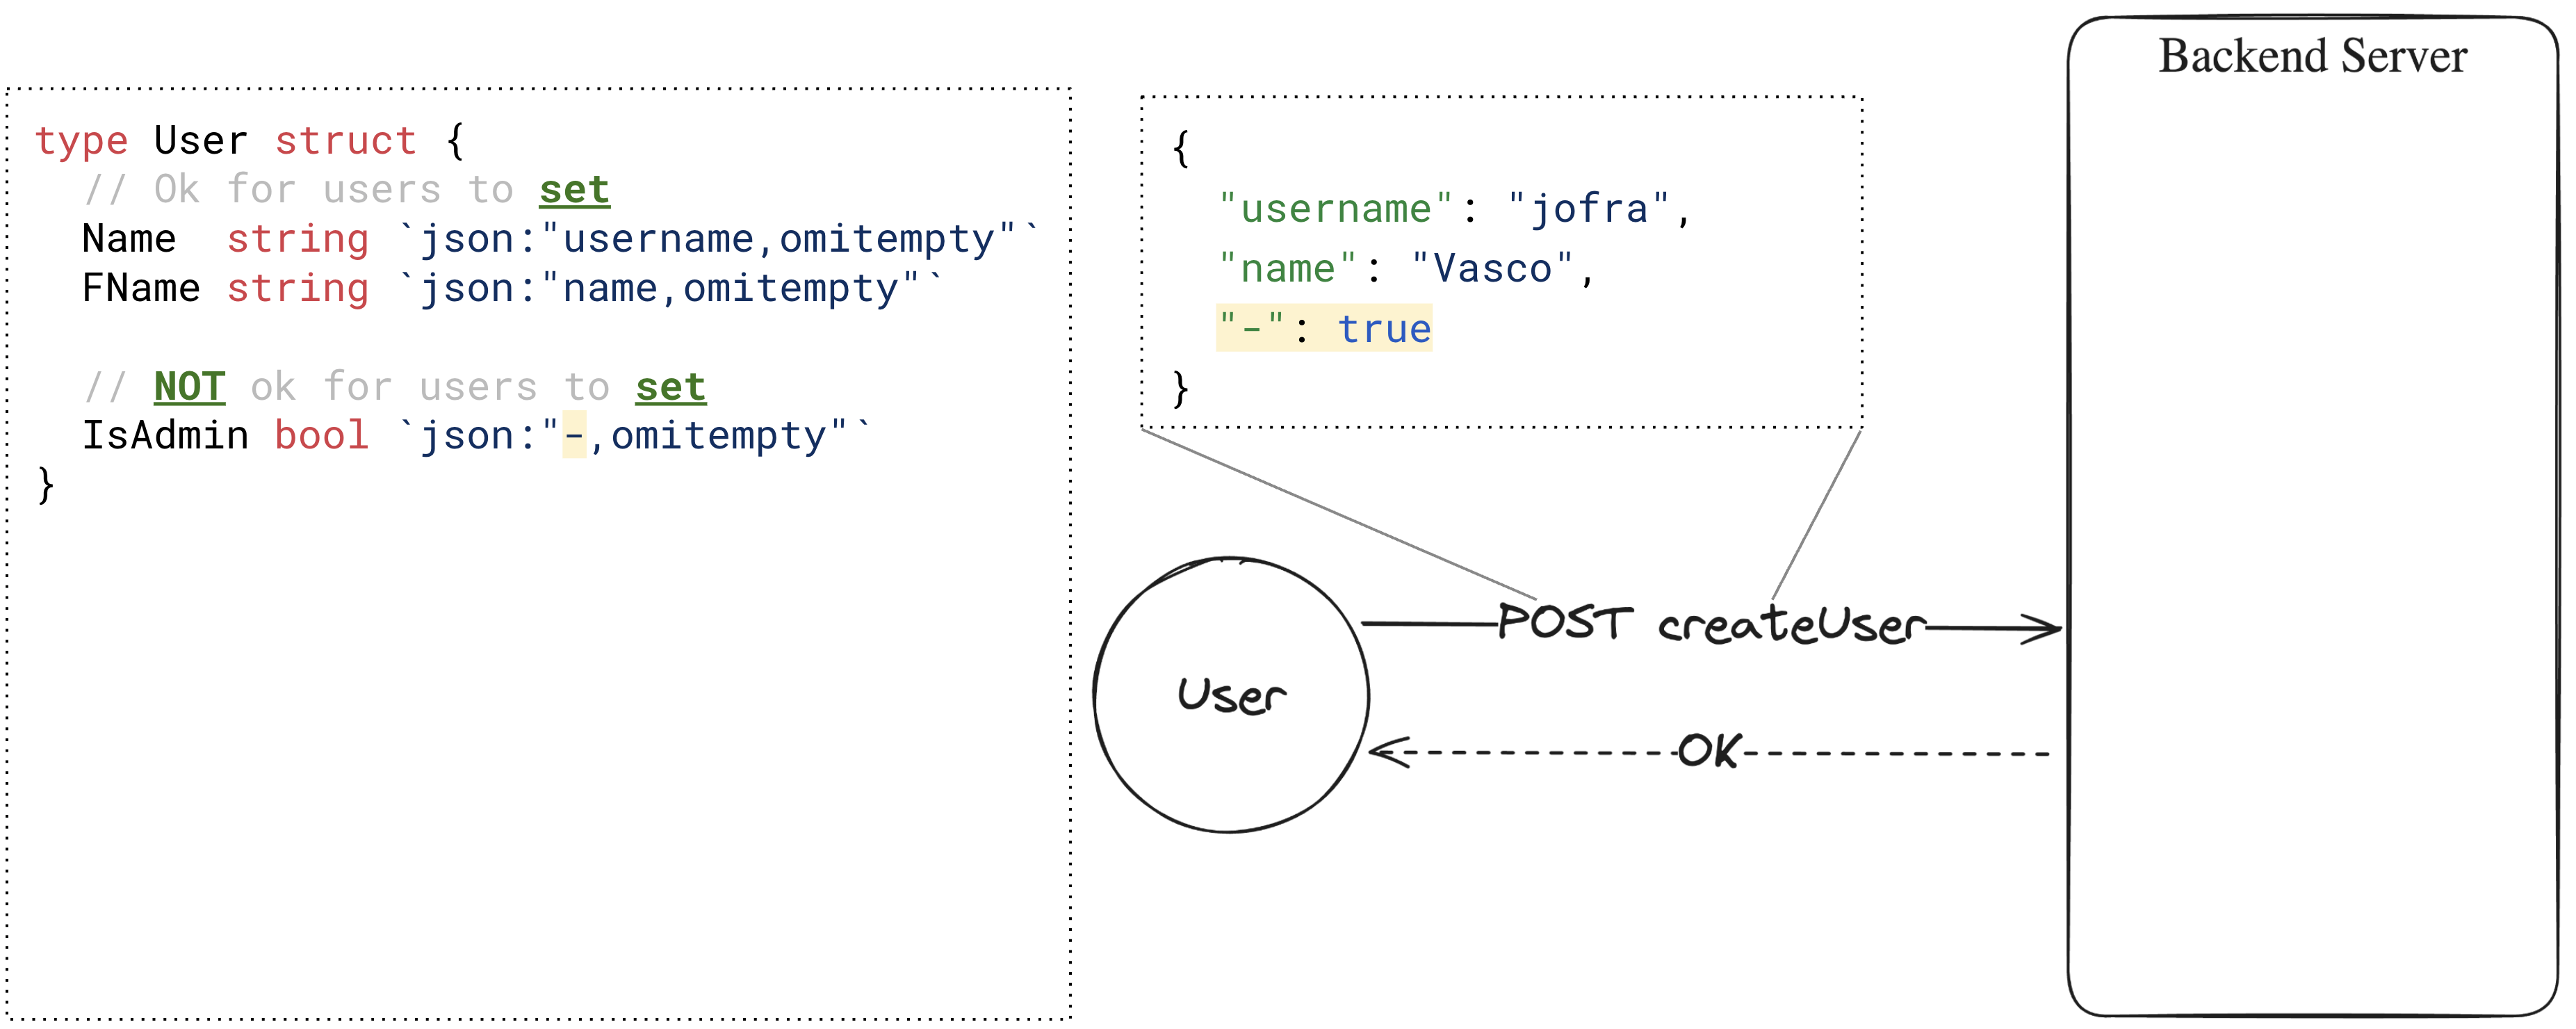 type User struct {
  // Ok for users to set
  Name  string `json:"username,omitempty"`
  FName string `json:"name,omitempty"`
  // NOT ok for users to set
  IsAdmin bool `json:"-,omitempty"`
}
{
  "username": "jofra",
  "name": "Vasco",
  "-": true
}
Backend Server
User
POST createUser
OK